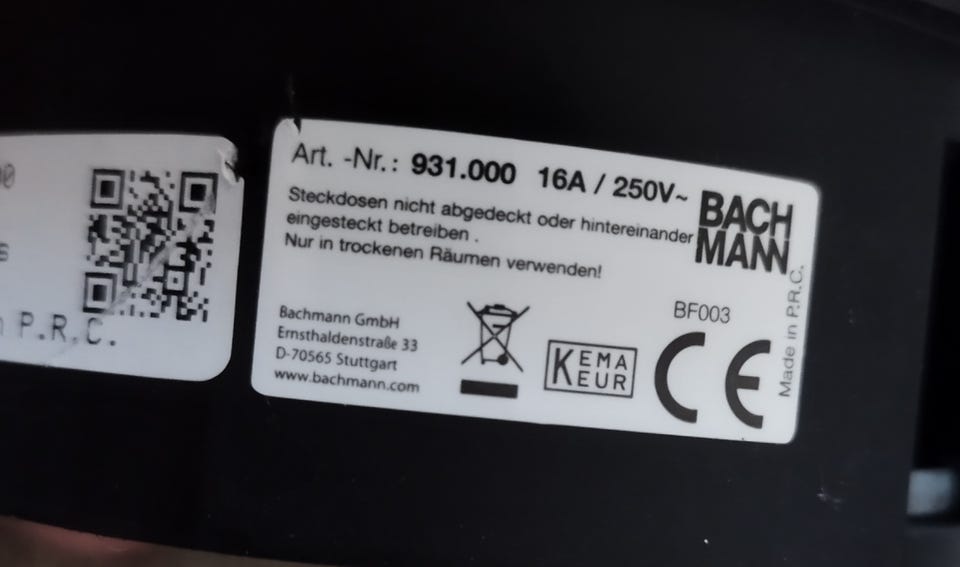 P.R.C.
Art. -Nr.: 931.000 16A / 250V~
BACH
MANN
Steckdosen nicht abgedeckt oder hintereinander
eingesteckt betreiben .
Nur in trockenen Räumen verwenden!
Bachmann GmbH
Ernsthaldenstraße 33
D-70565 Stuttgart
www.bachmann.com
KEMA
EUR
BF003
CE
Made in P.R.C.